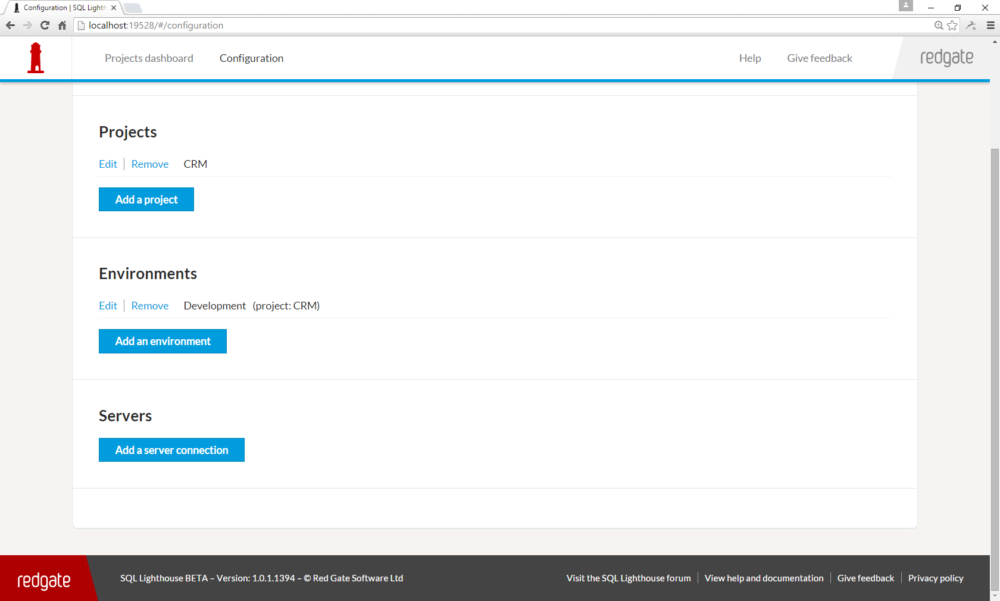 Configuration | SQL Lighth
localhost:19528/#/configuration
Projects dashboard Configuration Help Give feedback redgate
Projects
Edit Remove CRM
Add a project
Environments
Edit Remove Development (project: CRM)
Add an environment
Servers
Add a server connection
redgate SQL Lighthouse BETA – Version: 1.0.1.1394 – © Red Gate Software Ltd Visit the SQL Lighthouse forum View help and documentation Give feedback Privacy policy